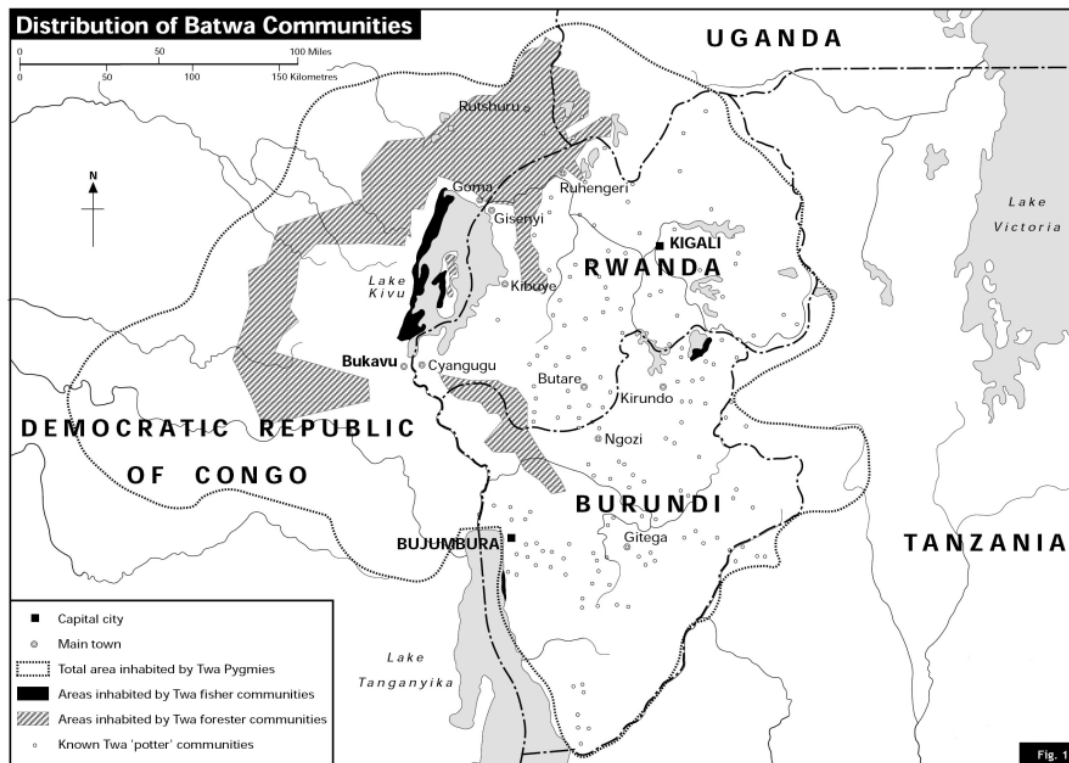 Distribution of Batwa Communities
0 50 100 Miles
0 50 100 150 Kilometres
N
UGANDA
Rutshuru
Goma
Ruhengeri
Gisenyi
Lake
Victoria
KIGALI
RWANDA
Lake
Kivu
Kibuye
Bukavu
Cyangugu
Butare
Kirundo
DEMOCRATIC REPUBLIC
OF CONGO
Ngozi
BURUNDI
BUJUMBURA
Gitega
TANZANIA
Lake
Tanganyika
Capital city
Main town
Total area inhabited by Twa Pygmies
Areas inhabited by Twa fisher communities
Areas inhabited by Twa forester communities
Known Twa 'potter' communities
Fig. 1